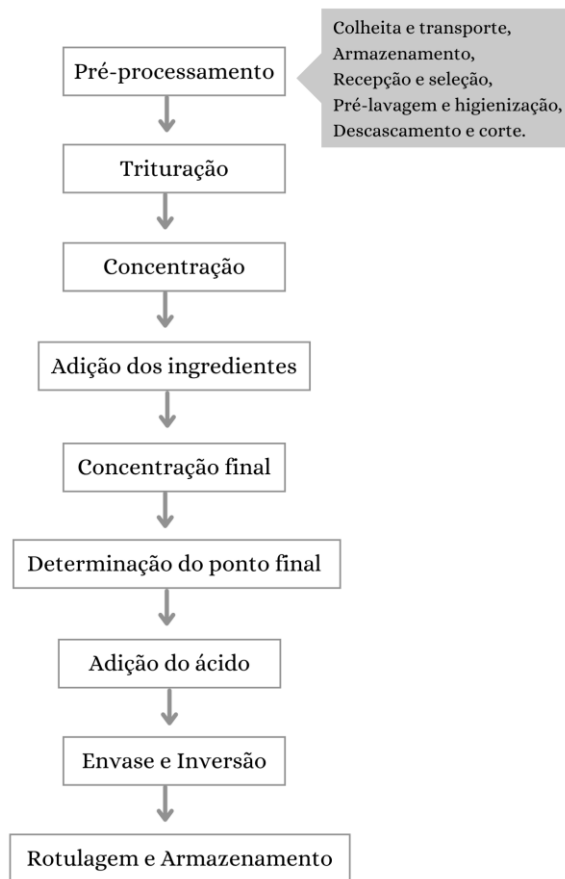 Pré-processamento
Colheita e transporte,
Armazenamento,
Recepção e seleção,
Pré-lavagem e higienização,
Descascamento e corte.
Trituração
Concentração
Adição dos ingredientes
Concentração final
Determinação do ponto final
Adição do ácido
Envase e Inversão
Rotulagem e Armazenamento